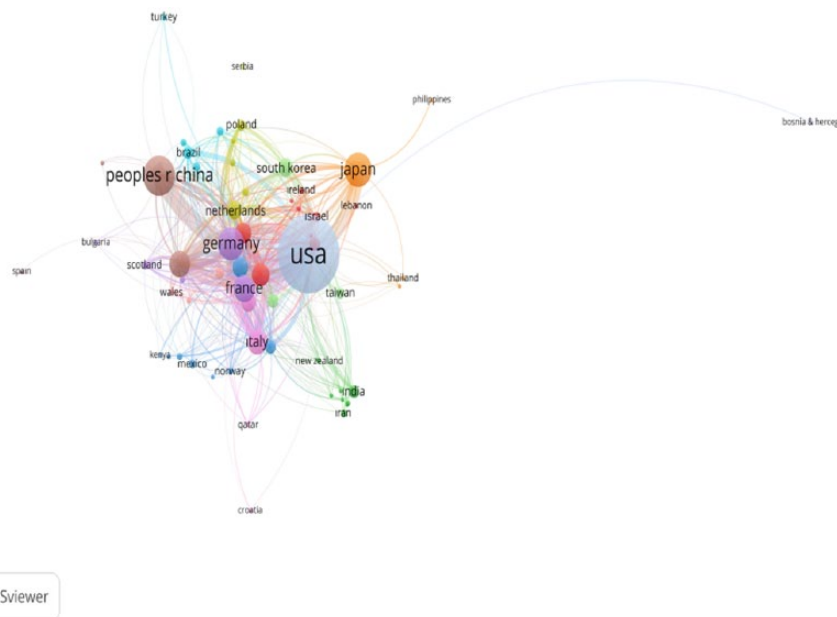 turkey
serbia
philippines
bosnia & herceg
poland
brazil
south korea
japan
peoples r china
ireland
lebanon
netherlands
israel
bulgaria
germany
usa
scotland
spain
thailand
france
wales
taiwan
italy
kenya
mexico
new zealand
norway
india
iran
qatar
croatia
Sviewer